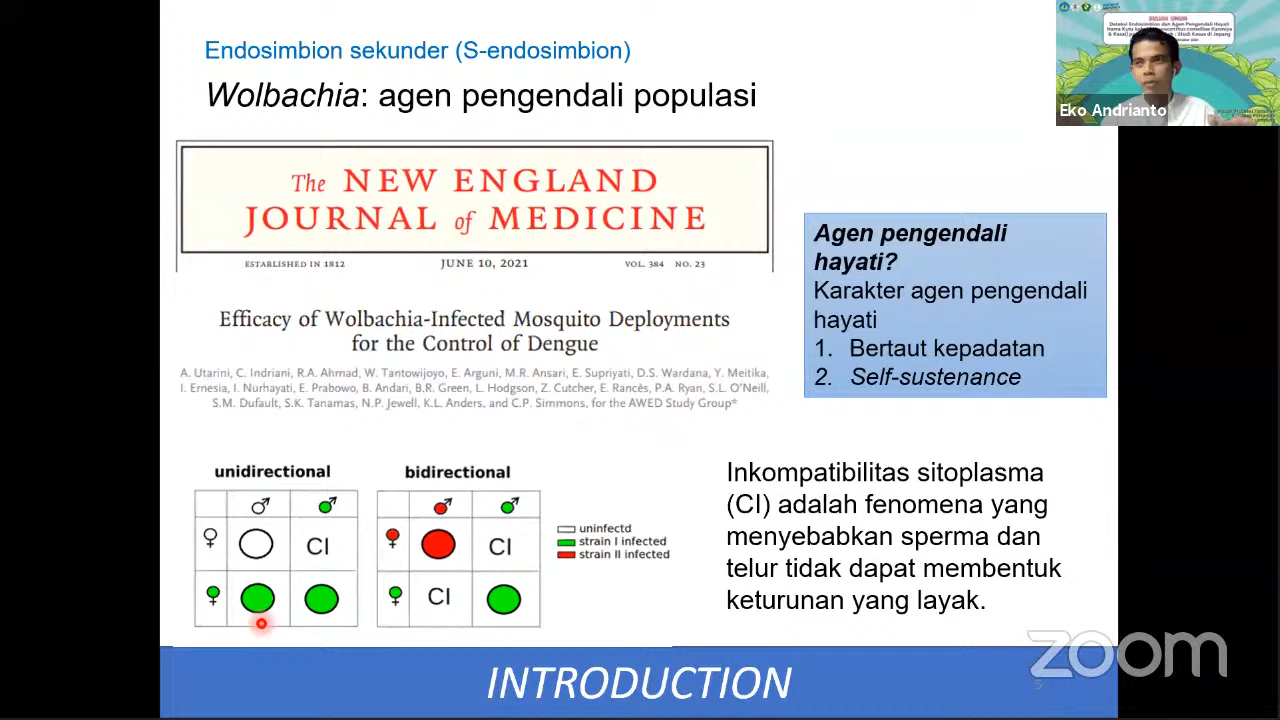 Endosimbion sekunder (S-endosimbion)
Wolbachia: agen pengendali populasi
The NEW ENGLAND
JOURNAL of MEDICINE
ESTABLISHED IN 1812 JUNE 10, 2021 VOL. 384 NO. 23
Efficacy of Wolbachia-Infected Mosquito Deployments
for the Control of Dengue
A. Utarini, C. Indriani, R.A. Ahmad, W. Tantowijoyo, E. Arguni, M.R. Ansari, E. Supriyati, D.S. Wardana, Y. Meitika,
I. Ernesia, I. Nurhayati, E. Prabowo, B. Andari, B.R. Green, L. Hodgson, Z. Cutcher, E. Rancès, P.A. Ryan, S.L. O'Neill,
S.M. Dufault, S.K. Tanamas, N.P. Jewell, K.L. Anders, and C.P. Simmons, for the AWED Study Group*
Agen pengendali
hayati?
Karakter agen pengendali
hayati
1. Bertaut kepadatan
2. Self-sustenance
unidirectional
♂ ♂
♀ CI
♀
bidirectional
♂ ♂
♀ CI
♀ CI
uninfectd
strain I infected
strain II infected
Inkompatibilitas sitoplasma
(CI) adalah fenomena yang
menyebabkan sperma dan
telur tidak dapat membentuk
keturunan yang layak.
INTRODUCTION
5
zoom
Eko Andrianto